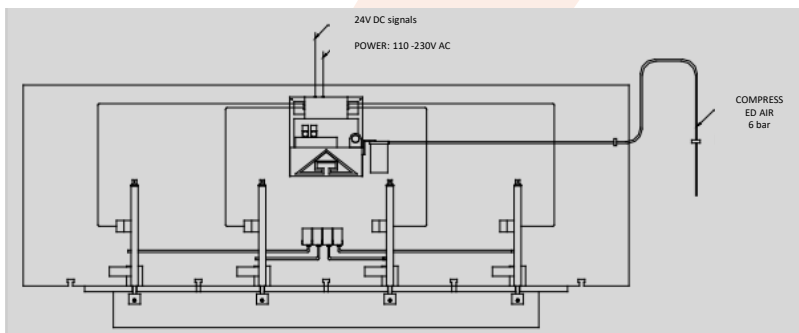 24V DC signals
POWER: 110 -230V AC
COMPRESS
ED AIR
6 bar